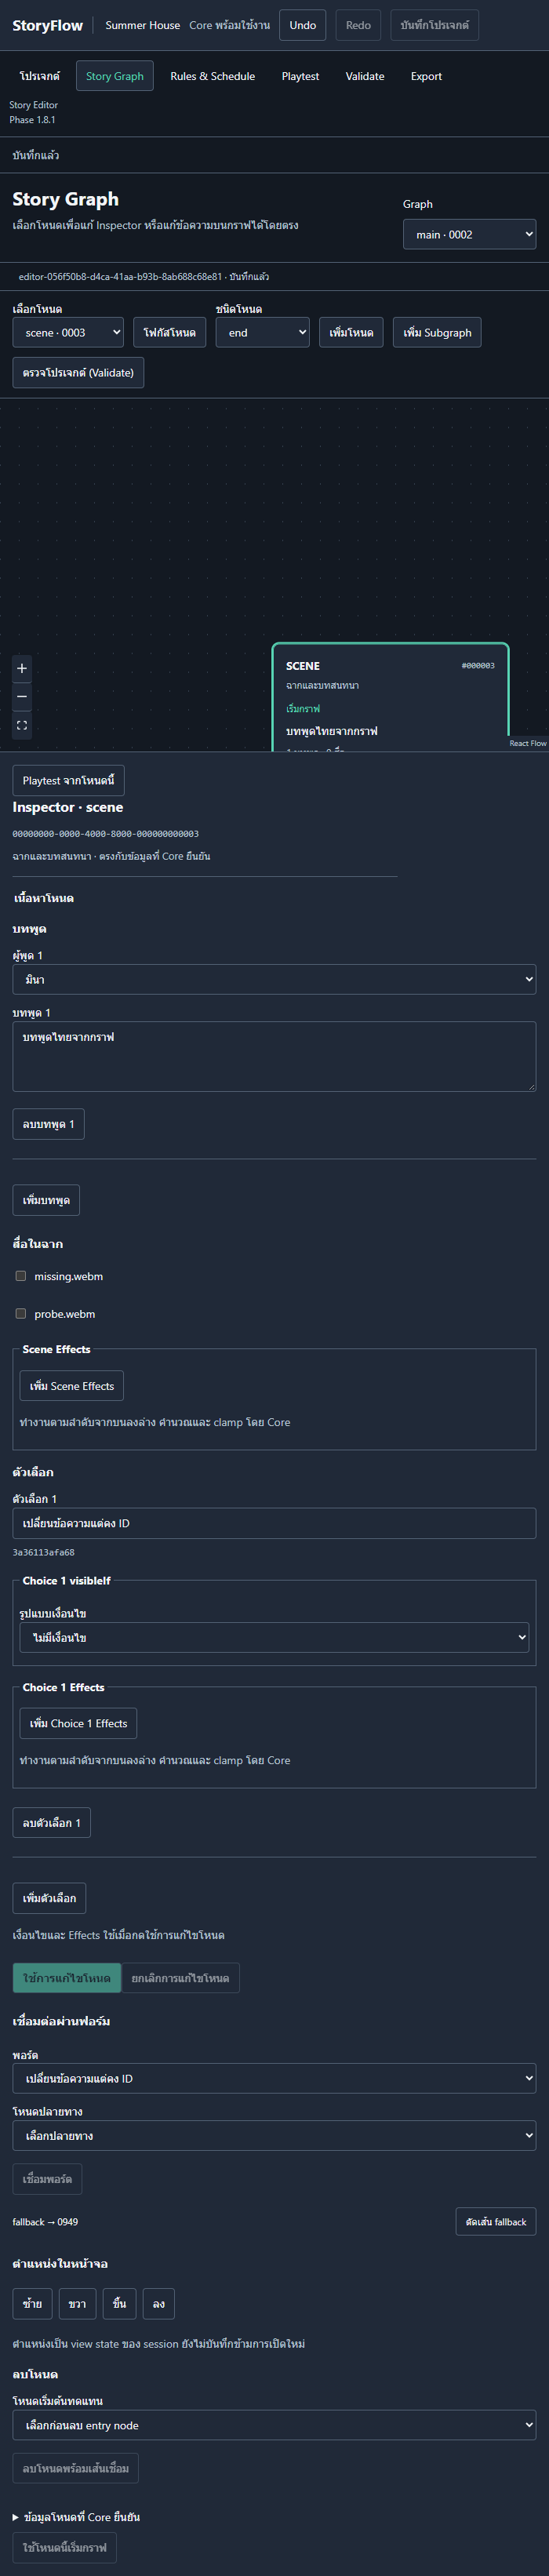 StoryFlow
Summer House
Core พร้อมใช้งาน
Undo
Redo
บันทึกโปรเจกต์
โปรเจกต์
Story Graph
Rules & Schedule
Playtest
Validate
Export
Story Editor
Phase 1.8.1
บันทึกแล้ว
Story Graph
เลือกโหนดเพื่อแก้ Inspector หรือแก้ข้อความบนกราฟได้โดยตรง
Graph
main · 0002
editor-056f50b8-d4ca-41aa-b93b-8ab688c68e81 · บันทึกแล้ว
เลือกโหนด
scene · 0003
โฟกัสโหนด
ชนิดโหนด
end
เพิ่มโหนด
เพิ่ม Subgraph
ตรวจโปรเจกต์ (Validate)
SCENE
#000003
ฉากและบทสนทนา
เริ่มกราฟ
บทพูดไทยจากกราฟ
React Flow
Playtest จากโหนดนี้
Inspector · scene
00000000-0000-4000-8000-000000000003
ฉากและบทสนทนา · ตรงกับข้อมูลที่ Core ยืนยัน
เนื้อหาโหนด
บทพูด
ผู้พูด 1
มินา
บทพูด 1
บทพูดไทยจากกราฟ
ลบบทพูด 1
เพิ่มบทพูด
สื่อในฉาก
missing.webm
probe.webm
Scene Effects
เพิ่ม Scene Effects
ทำงานตามลำดับจากบนลงล่าง คำนวณและ clamp โดย Core
ตัวเลือก
ตัวเลือก 1
เปลี่ยนข้อความแต่คง ID
3a36113afa68
Choice 1 visibleIf
รูปแบบเงื่อนไข
ไม่มีเงื่อนไข
Choice 1 Effects
เพิ่ม Choice 1 Effects
ทำงานตามลำดับจากบนลงล่าง คำนวณและ clamp โดย Core
ลบตัวเลือก 1
เพิ่มตัวเลือก
เงื่อนไขและ Effects ใช้เมื่อกดใช้การแก้ไขโหนด
ใช้การแก้ไขโหนด
ยกเลิกการแก้ไขโหนด
เชื่อมต่อผ่านฟอร์ม
พอร์ต
เปลี่ยนข้อความแต่คง ID
โหนดปลายทาง
เลือกปลายทาง
เชื่อมพอร์ต
fallback → 0949
ตัดเส้น fallback
ตำแหน่งในหน้าจอ
ซ้าย
ขวา
ขึ้น
ลง
ตำแหน่งเป็น view state ของ session ยังไม่บันทึกข้ามการเปิดใหม่
ลบโหนด
โหนดเริ่มต้นทดแทน
เลือกก่อนลบ entry node
ลบโหนดพร้อมเส้นเชื่อม
ข้อมูลโหนดที่ Core ยืนยัน
ใช้โหนดนี้เริ่มกราฟ